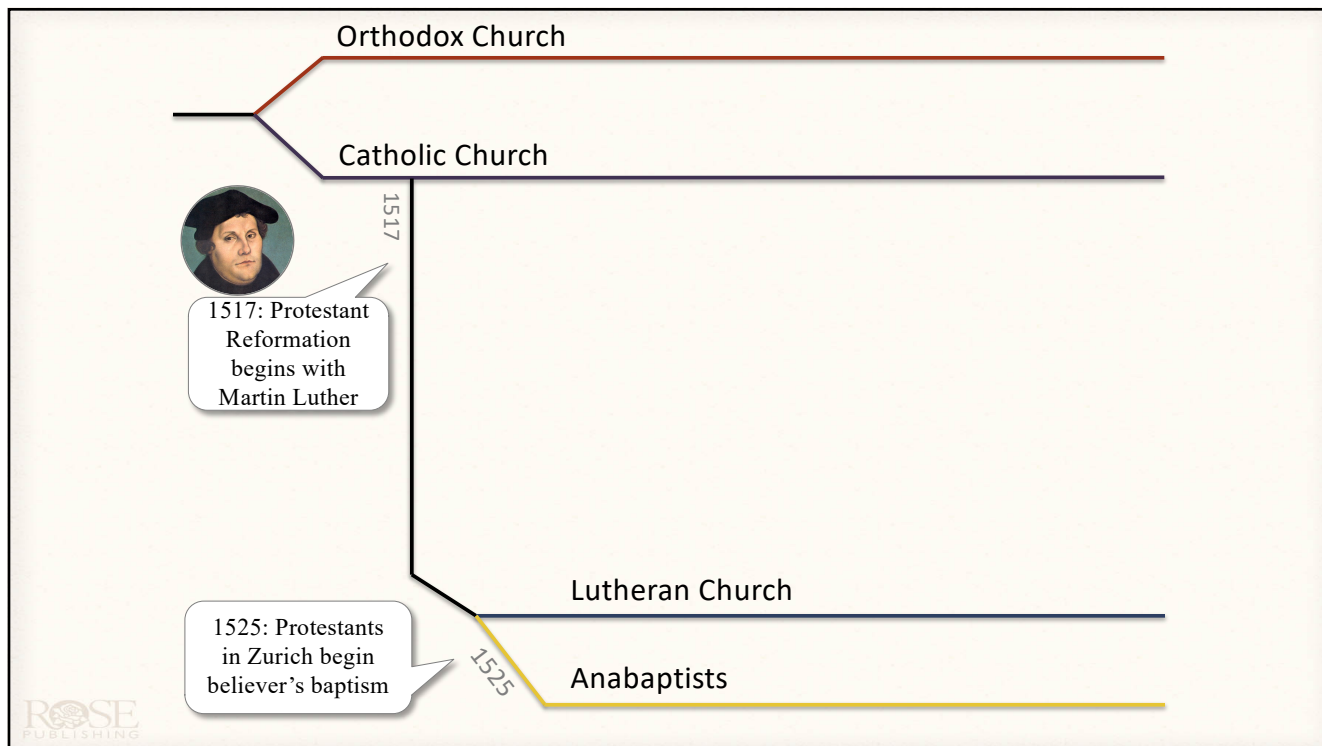 Orthodox Church
Catholic Church
1517
1517: Protestant
Reformation
begins with
Martin Luther
Lutheran Church
1525: Protestants
in Zurich begin
believer’s baptism
1525
Anabaptists
ROSE
PUBLISHING